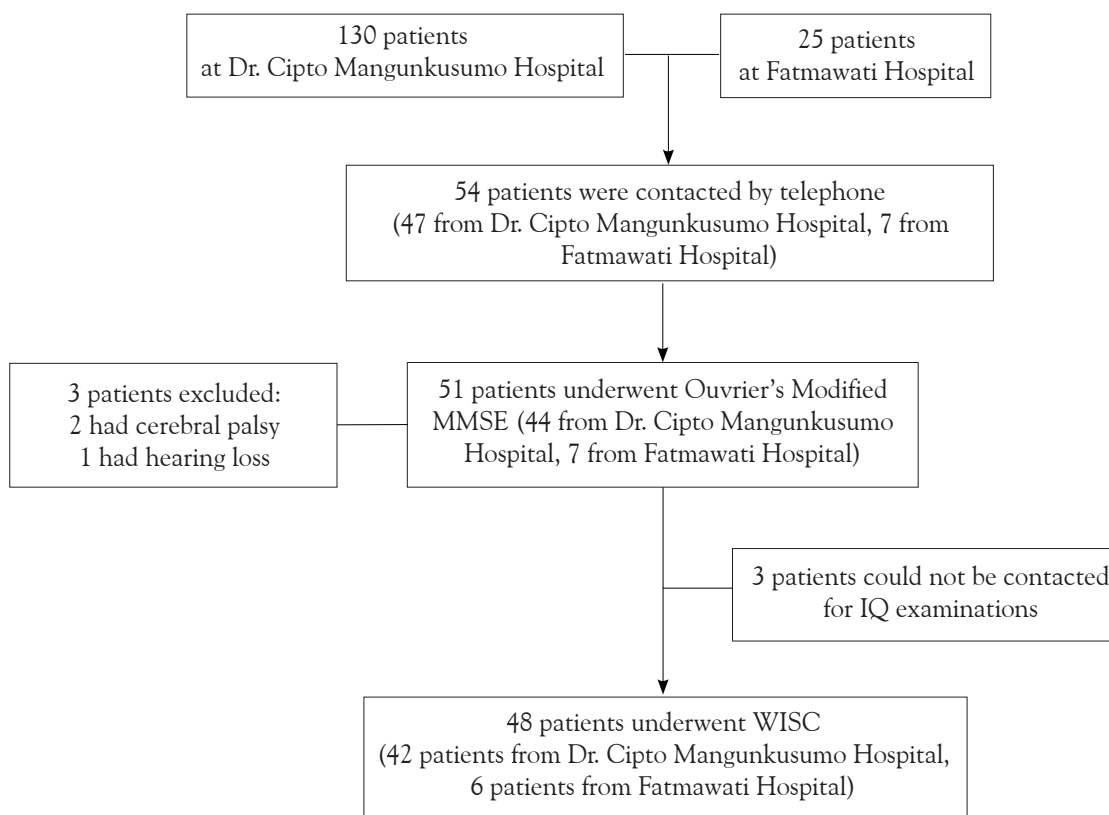 130 patients
at Dr. Cipto Mangunkusumo Hospital
25 patients
at Fatmawati Hospital
54 patients were contacted by telephone
(47 from Dr. Cipto Mangunkusumo Hospital, 7 from
Fatmawati Hospital)
3 patients excluded:
2 had cerebral palsy
1 had hearing loss
51 patients underwent Ouvrier's Modified
MMSE (44 from Dr. Cipto Mangunkusumo
Hospital, 7 from Fatmawati Hospital)
3 patients could not be contacted
for IQ examinations
48 patients underwent WISC
(42 patients from Dr. Cipto Mangunkusumo Hospital,
6 patients from Fatmawati Hospital)